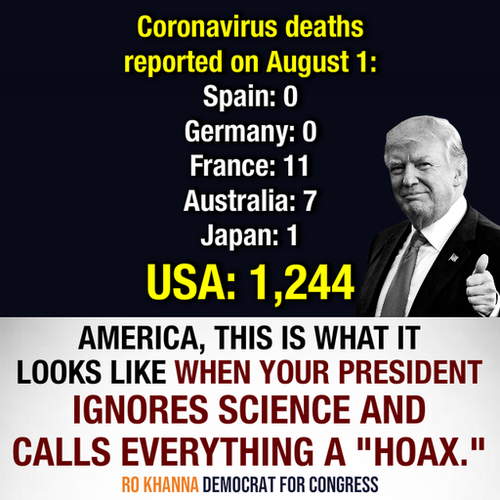 Coronavirus deaths
reported on August 1:
Spain: 0
Germany: 0
France: 11
Australia: 7
Japan: 1
USA: 1,244
AMERICA, THIS IS WHAT IT
LOOKS LIKE WHEN YOUR PRESIDENT
IGNORES SCIENCE AND
CALLS EVERYTHING A "HOAX."
RO KHANNA DEMOCRAT FOR CONGRESS